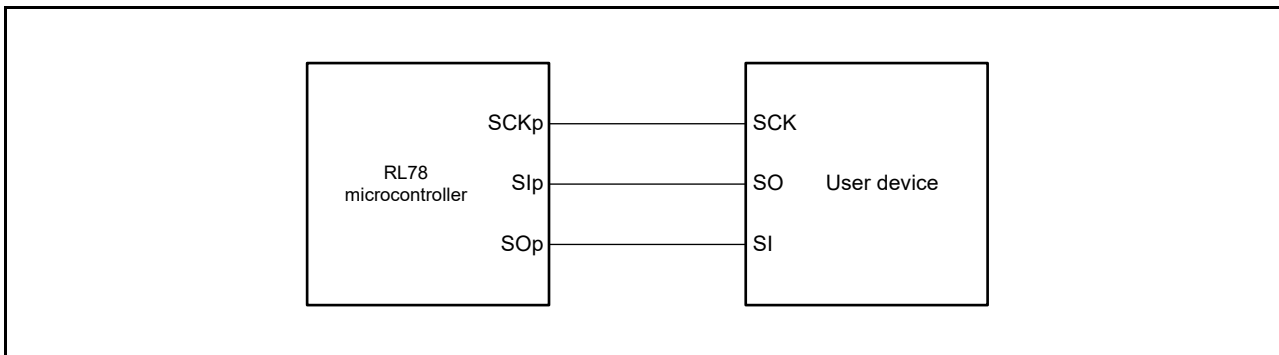 SCKp SCK
RL78
microcontroller
SIp SO User device
SOp SI